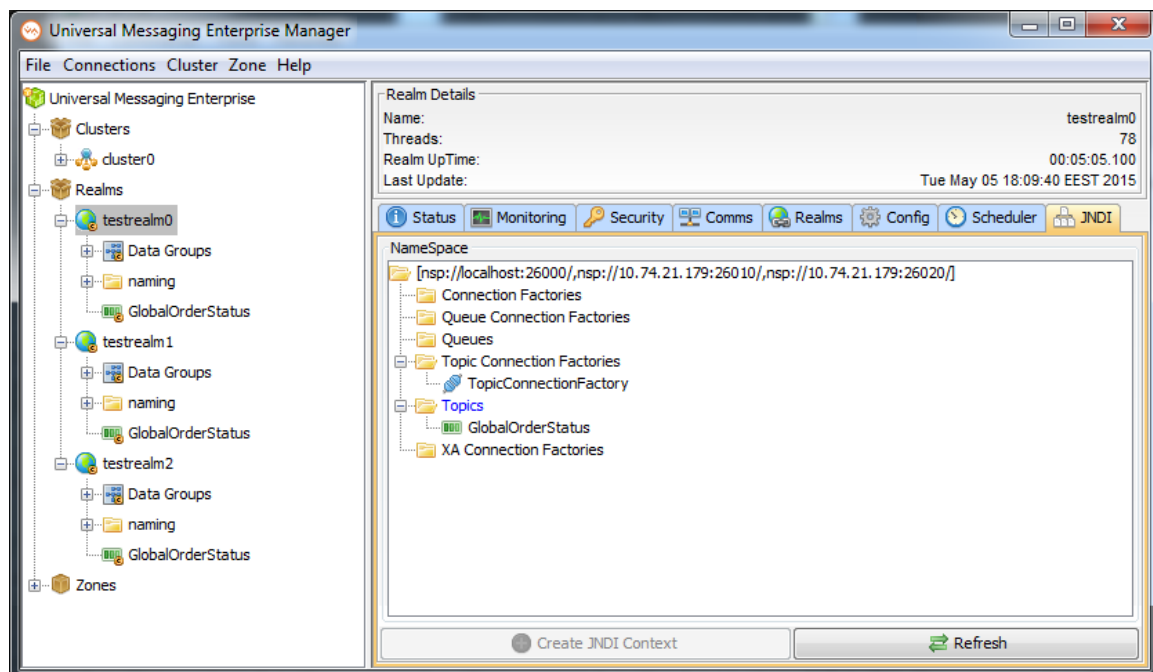 Universal Messaging Enterprise Manager
File Connections Cluster Zone Help
Universal Messaging Enterprise
Clusters
cluster0
Realms
testrealm0
Data Groups
naming
GlobalOrderStatus
testrealm1
Data Groups
naming
GlobalOrderStatus
testrealm2
Data Groups
naming
GlobalOrderStatus
Zones
Realm Details
Name: testrealm0
Threads: 78
Realm UpTime: 00:05:05.100
Last Update: Tue May 05 18:09:40 EEST 2015
Status Monitoring Security Comms Realms Config Scheduler JNDI
NameSpace
[nsp://localhost:26000/,nsp://10.74.21.179:26010/,nsp://10.74.21.179:26020/]
Connection Factories
Queue Connection Factories
Queues
Topic Connection Factories
TopicConnectionFactory
Topics
GlobalOrderStatus
XA Connection Factories
Create JNDI Context Refresh